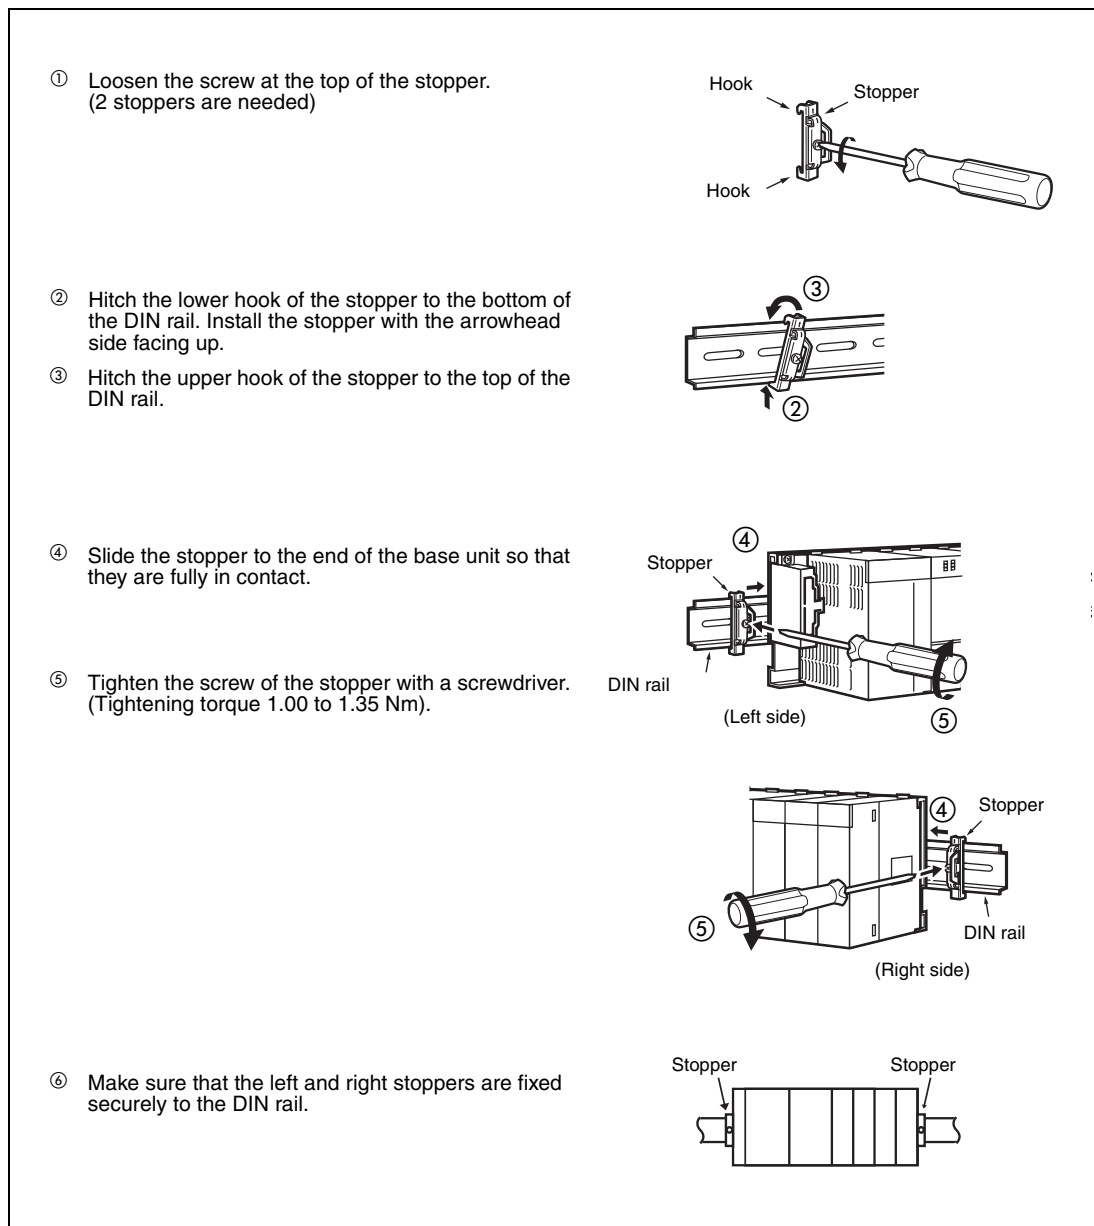 ① Loosen the screw at the top of the stopper.
(2 stoppers are needed)
Hook
Stopper
Hook
② Hitch the lower hook of the stopper to the bottom of
the DIN rail. Install the stopper with the arrowhead
side facing up.
③ Hitch the upper hook of the stopper to the top of the
DIN rail.
③
②
④ Slide the stopper to the end of the base unit so that
they are fully in contact.
⑤ Tighten the screw of the stopper with a screwdriver.
(Tightening torque 1.00 to 1.35 Nm).
④
Stopper
DIN rail
(Left side)
⑤
④
Stopper
⑤
DIN rail
(Right side)
⑥ Make sure that the left and right stoppers are fixed
securely to the DIN rail.
Stopper
Stopper